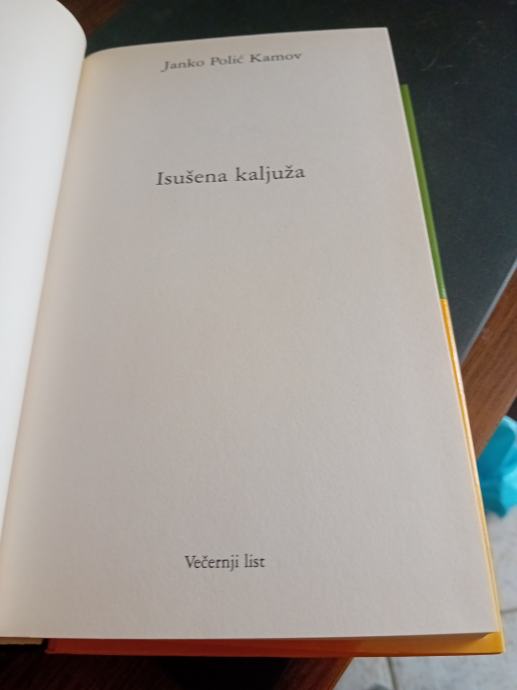 Janko Polić Kamov
Isušena kaljuža
Večernji list